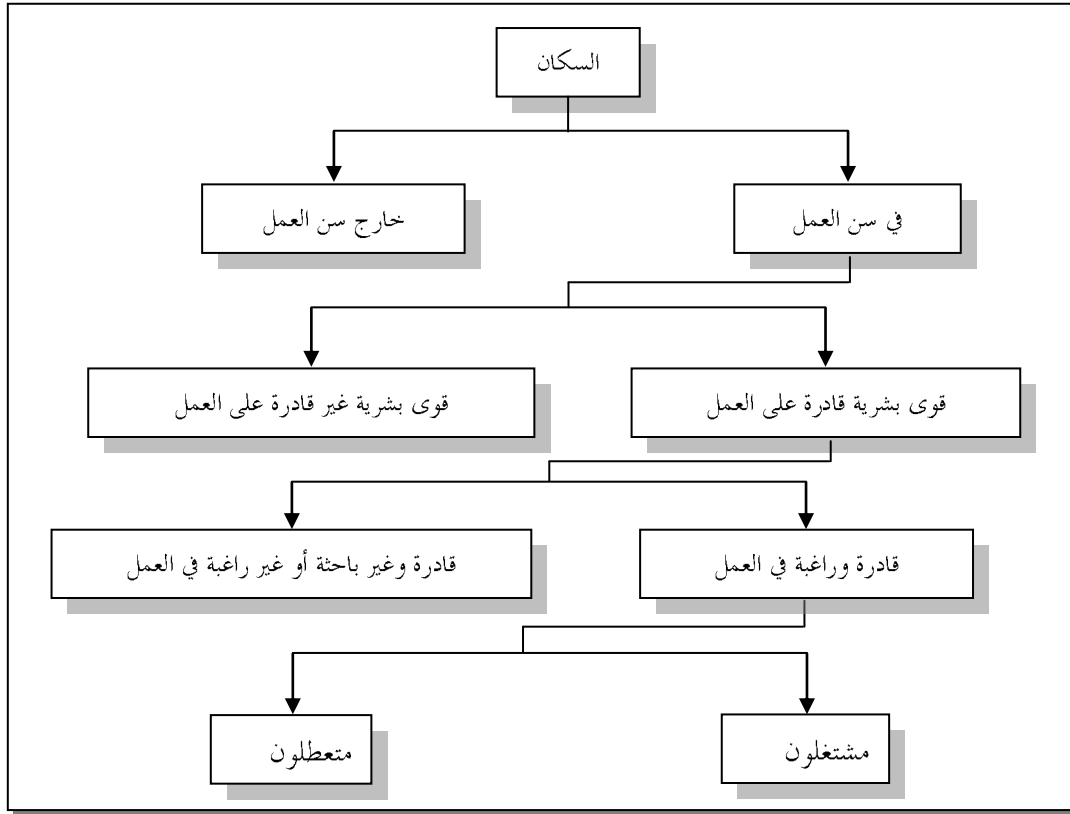 السكان
في سن العمل
خارج سن العمل
قوى بشرية قادرة على العمل
قوى بشرية غير قادرة على العمل
قادرة وراغبة في العمل
قادرة وغير باحثة أو غير راغبة في العمل
مشتغلون
متعطلون